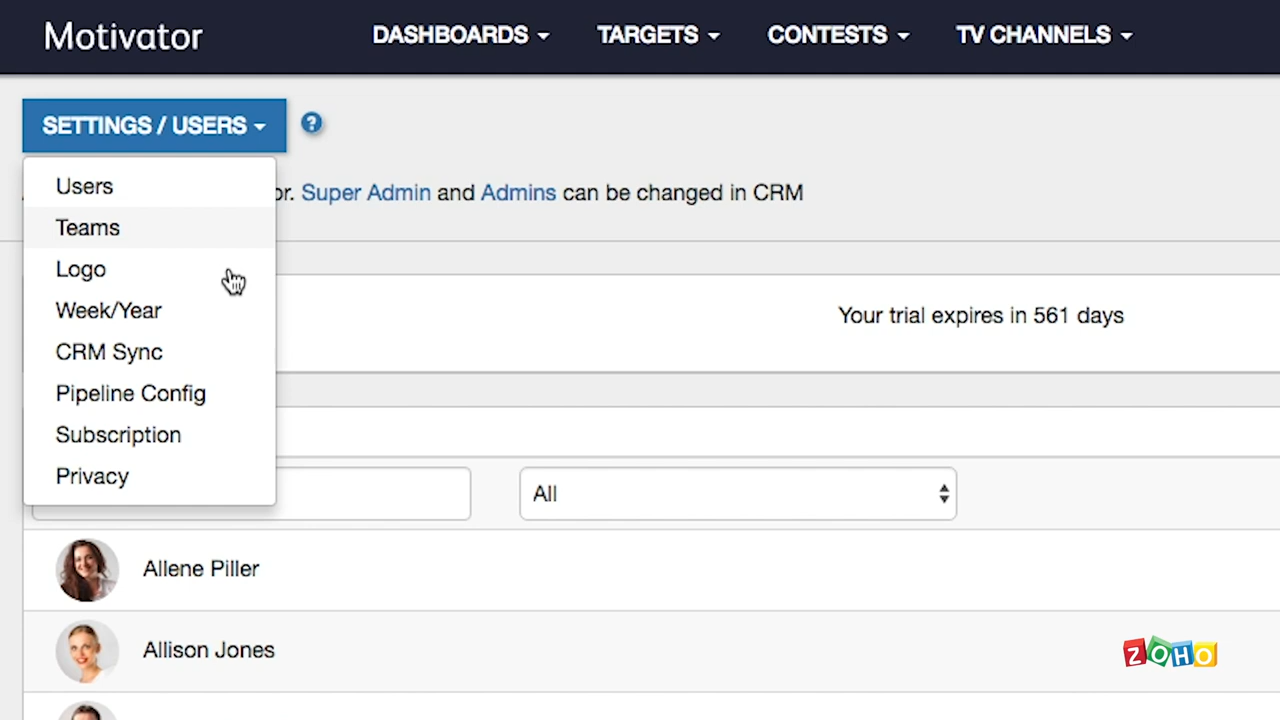 Motivator DASHBOARDS TARGETS CONTESTS TV CHANNELS
SETTINGS / USERS ?
Users
or. Super Admin and Admins can be changed in CRM
Teams
Logo
Week/Year
Your trial expires in 561 days
CRM Sync
Pipeline Config
Subscription
Privacy
All
Allene Piller
Allison Jones
ZOHO